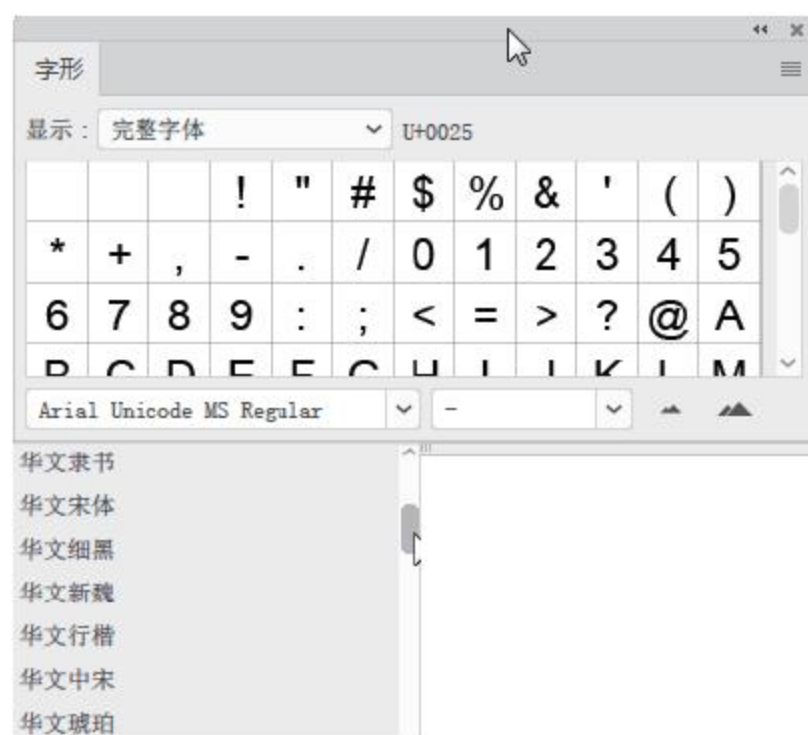 字形
显示： 完整字体 U+0025
! " # $ % & ' ( )
* + , - . / 0 1 2 3 4 5
6 7 8 9 : ; < = > ? @ A
B C D E F G H I J K L M
Arial Unicode MS Regular -
华文隶书
华文宋体
华文细黑
华文新魏
华文行楷
华文中宋
华文琥珀